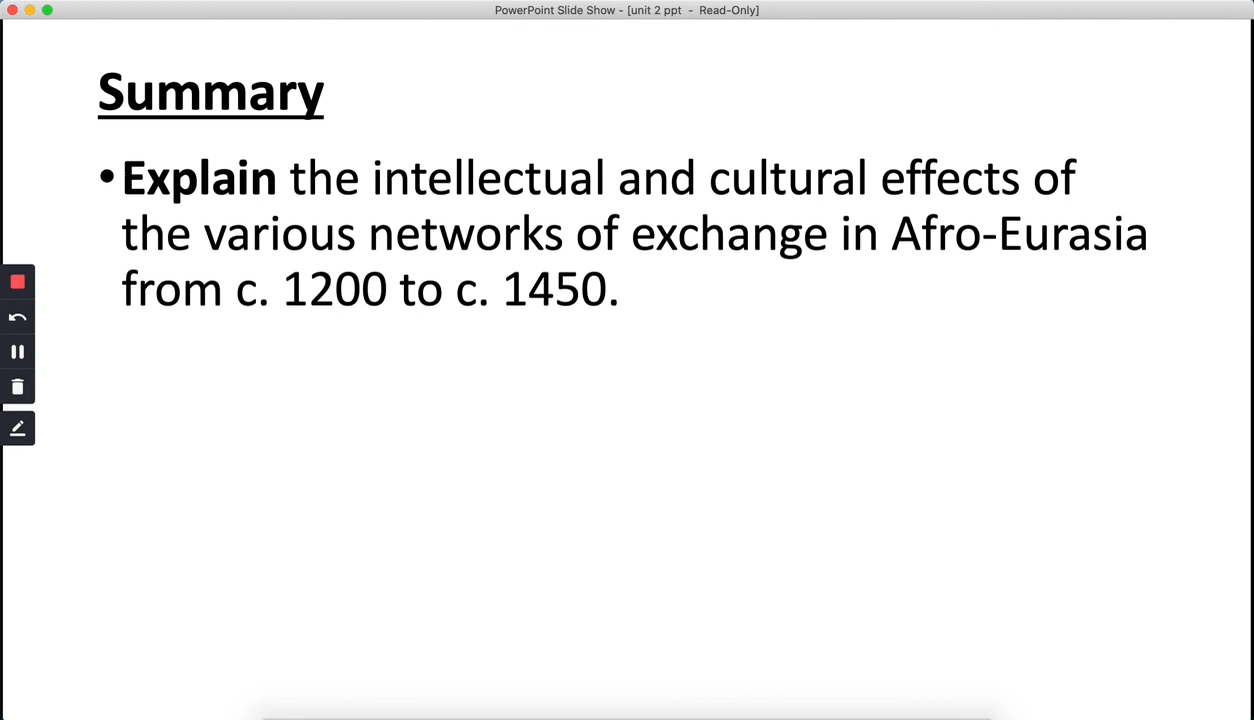 PowerPoint Slide Show - [unit 2 ppt - Read-Only]
Summary
•Explain the intellectual and cultural effects of
the various networks of exchange in Afro-Eurasia
from c. 1200 to c. 1450.